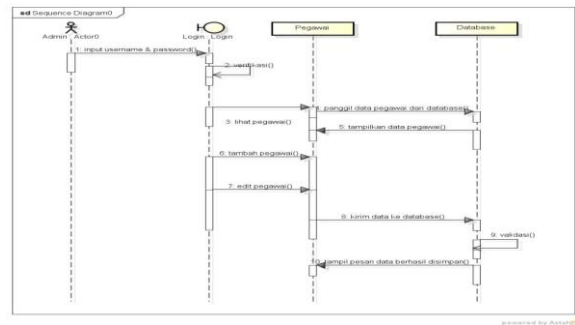 sd Sequence Diagram0
Admin : Actor0
Login : Login
Pegawai
Database
1: input username & password()
2: verifikasi()
3: lihat pegawai()
4: panggil data pegawai dari database()
5: tampilkan data pegawai()
6: tambah pegawai()
7: edit pegawai()
8: kirim data ke database()
9: validasi()
10: tampil pesan data berhasil disimpan()
powered by Astah